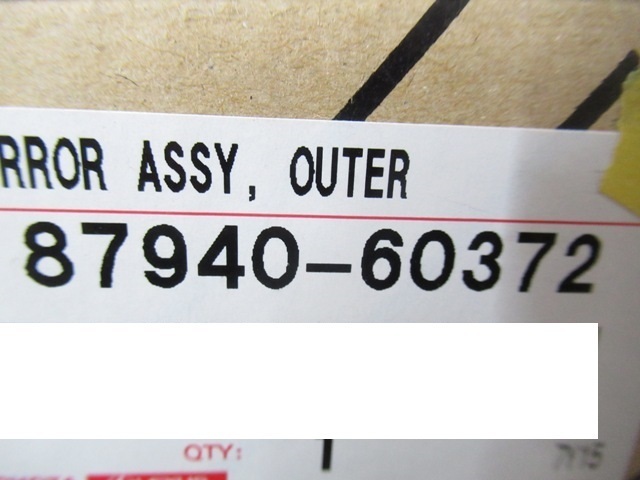 RROR ASSY, OUTER
87940-60372
QTY: 1